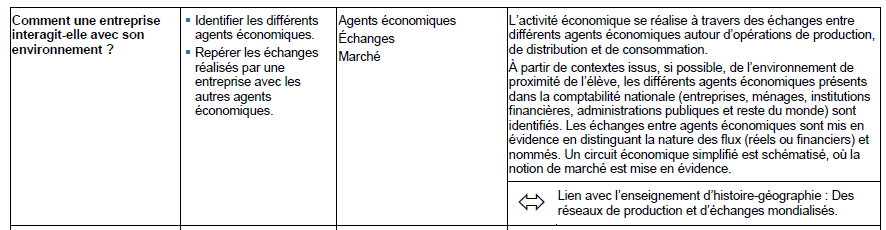 Comment une entreprise
interagit-elle avec son
environnement ?
▪ Identifier les différents
agents économiques.
▪ Repérer les échanges
réalisés par une
entreprise avec les
autres agents
économiques.
Agents économiques
Échanges
Marché
L’activité économique se réalise à travers des échanges entre
différents agents économiques autour d’opérations de production,
de distribution et de consommation.
À partir de contextes issus, si possible, de l’environnement de
proximité de l’élève, les différents agents économiques présents
dans la comptabilité nationale (entreprises, ménages, institutions
financières, administrations publiques et reste du monde) sont
identifiés. Les échanges entre agents économiques sont mis en
évidence en distinguant la nature des flux (réels ou financiers) et
nommés. Un circuit économique simplifié est schématisé, où la
notion de marché est mise en évidence.
Lien avec l’enseignement d’histoire-géographie : Des
réseaux de production et d’échanges mondialisés.